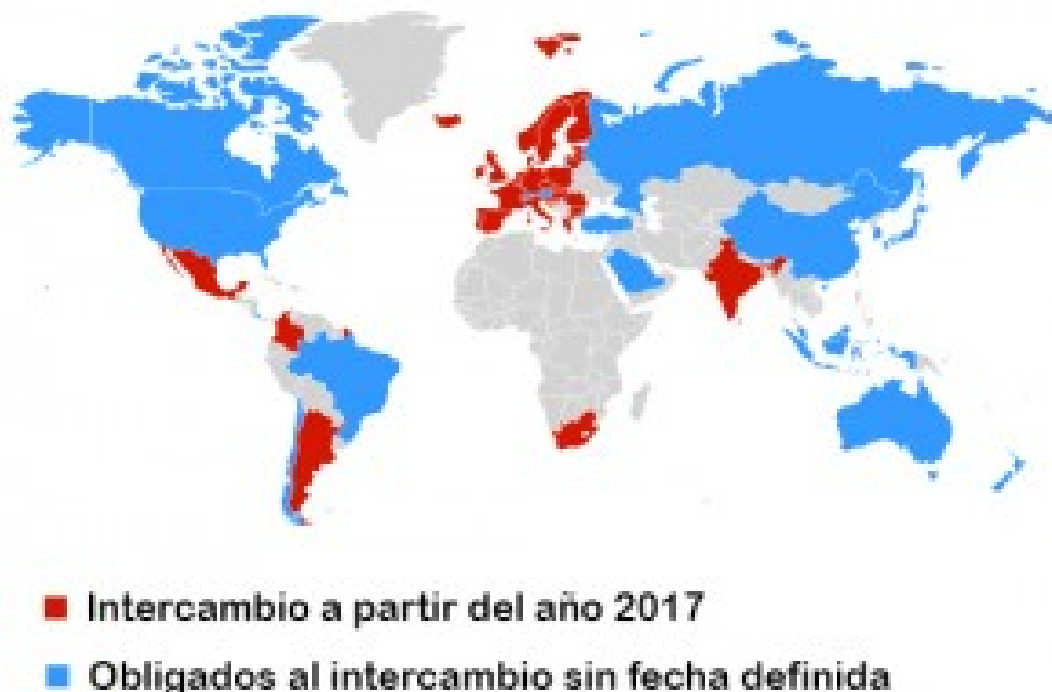 Intercambio a partir del año 2017
Obligados al intercambio sin fecha definida